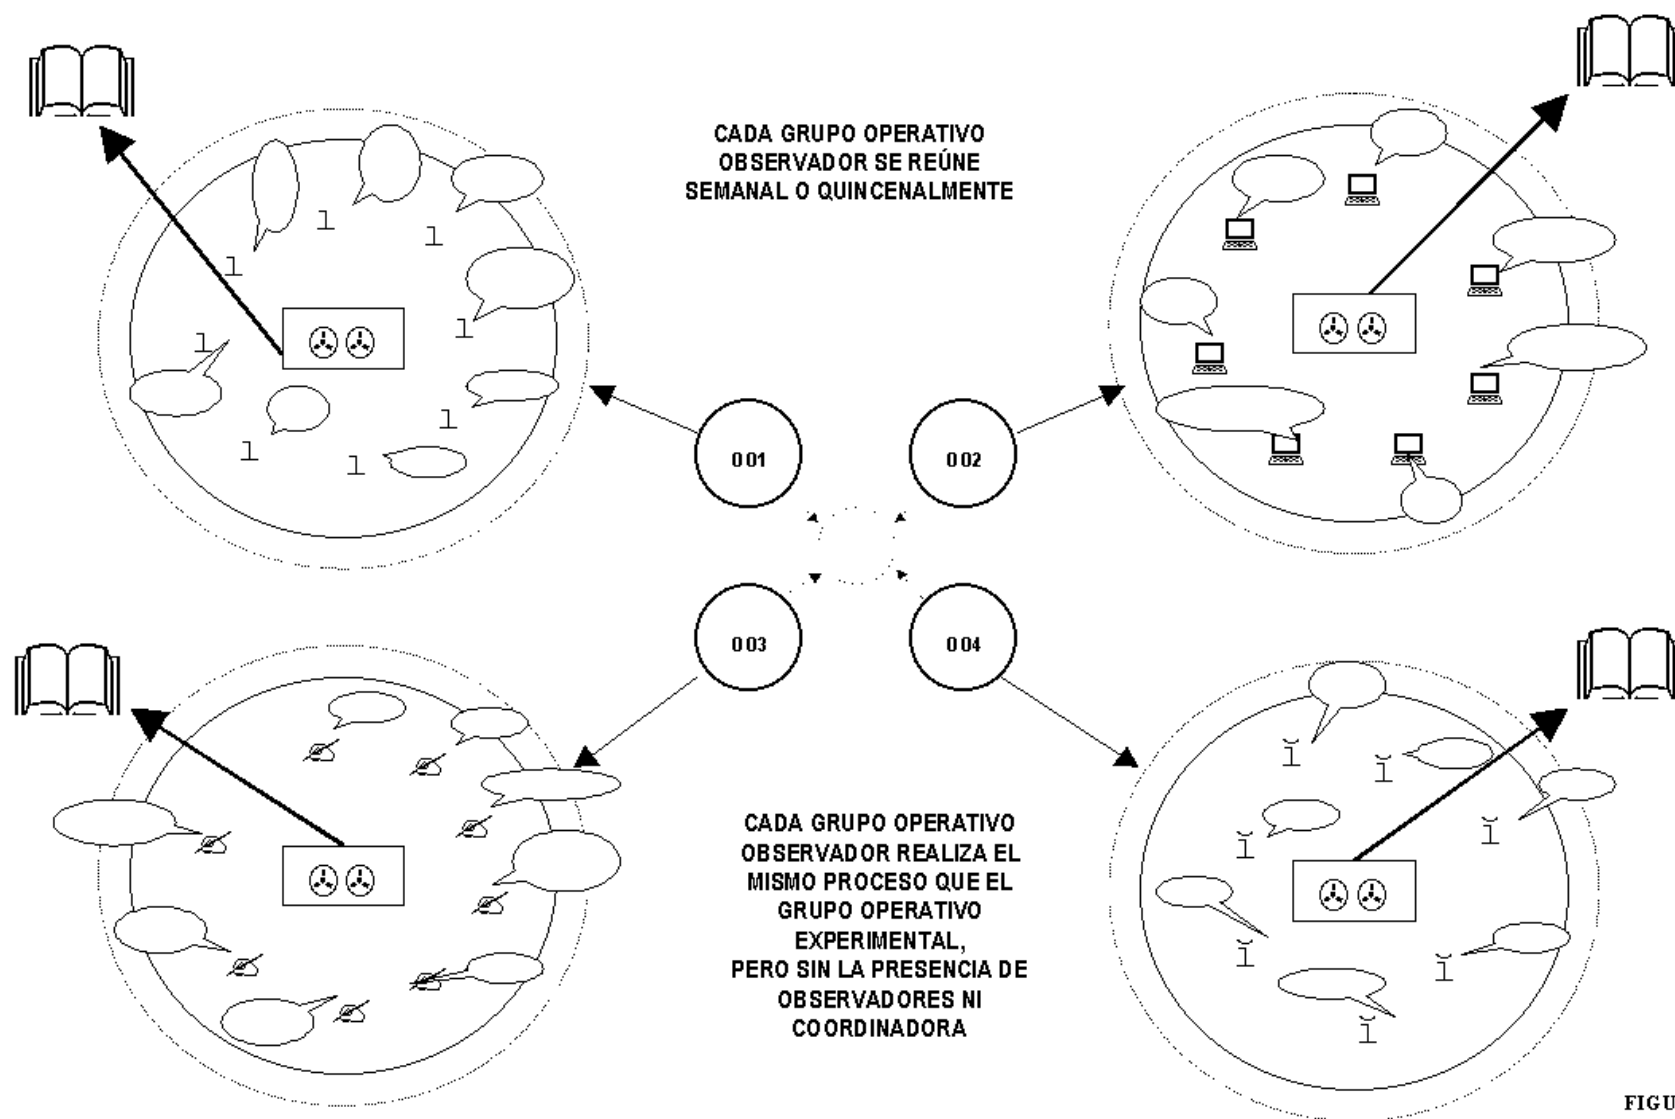 CADA GRUPO OPERATIVO
OBSERVADOR SE REÚNE
SEMANAL O QUINCENALMENTE
l
l
l
l
l
l
l
l
001
002
003
004
CADA GRUPO OPERATIVO
OBSERVADOR REALIZA EL
MISMO PROCESO QUE EL
GRUPO OPERATIVO
EXPERIMENTAL,
PERO SIN LA PRESENCIA DE
OBSERVADORES NI
COORDINADORA
ĭ
ĭ
ĭ
ĭ
ĭ
ĭ
ĭ
FIGU